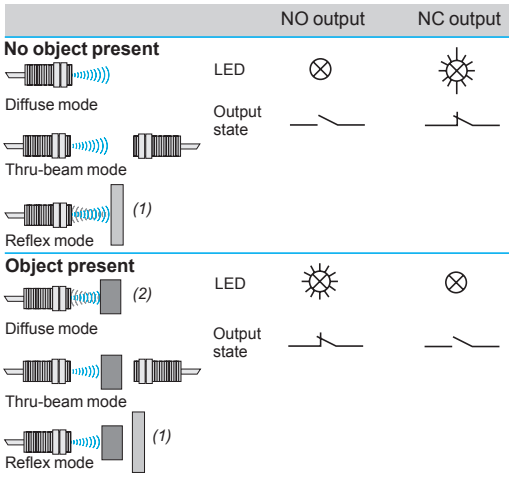 NO output NC output
No object present
LED
Diffuse mode
Output
state
Thru-beam mode
(1)
Reflex mode
Object present
LED
(2)
Diffuse mode
Output
state
Thru-beam mode
(1)
Reflex mode